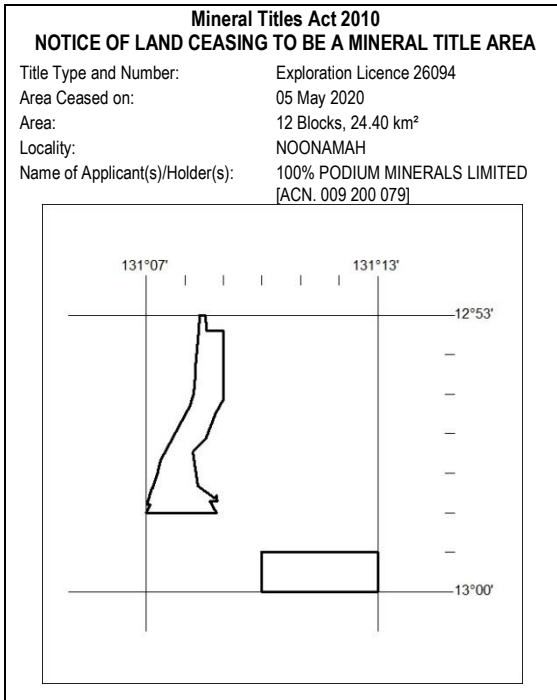 Mineral Titles Act 2010
NOTICE OF LAND CEASING TO BE A MINERAL TITLE AREA
Title Type and Number: Exploration Licence 26094
Area Ceased on: 05 May 2020
Area: 12 Blocks, 24.40 km²
Locality: NOONAMAH
Name of Applicant(s)/Holder(s): 100% PODIUM MINERALS LIMITED
[ACN. 009 200 079]
131°07' 131°13'
12°53'
13°00'